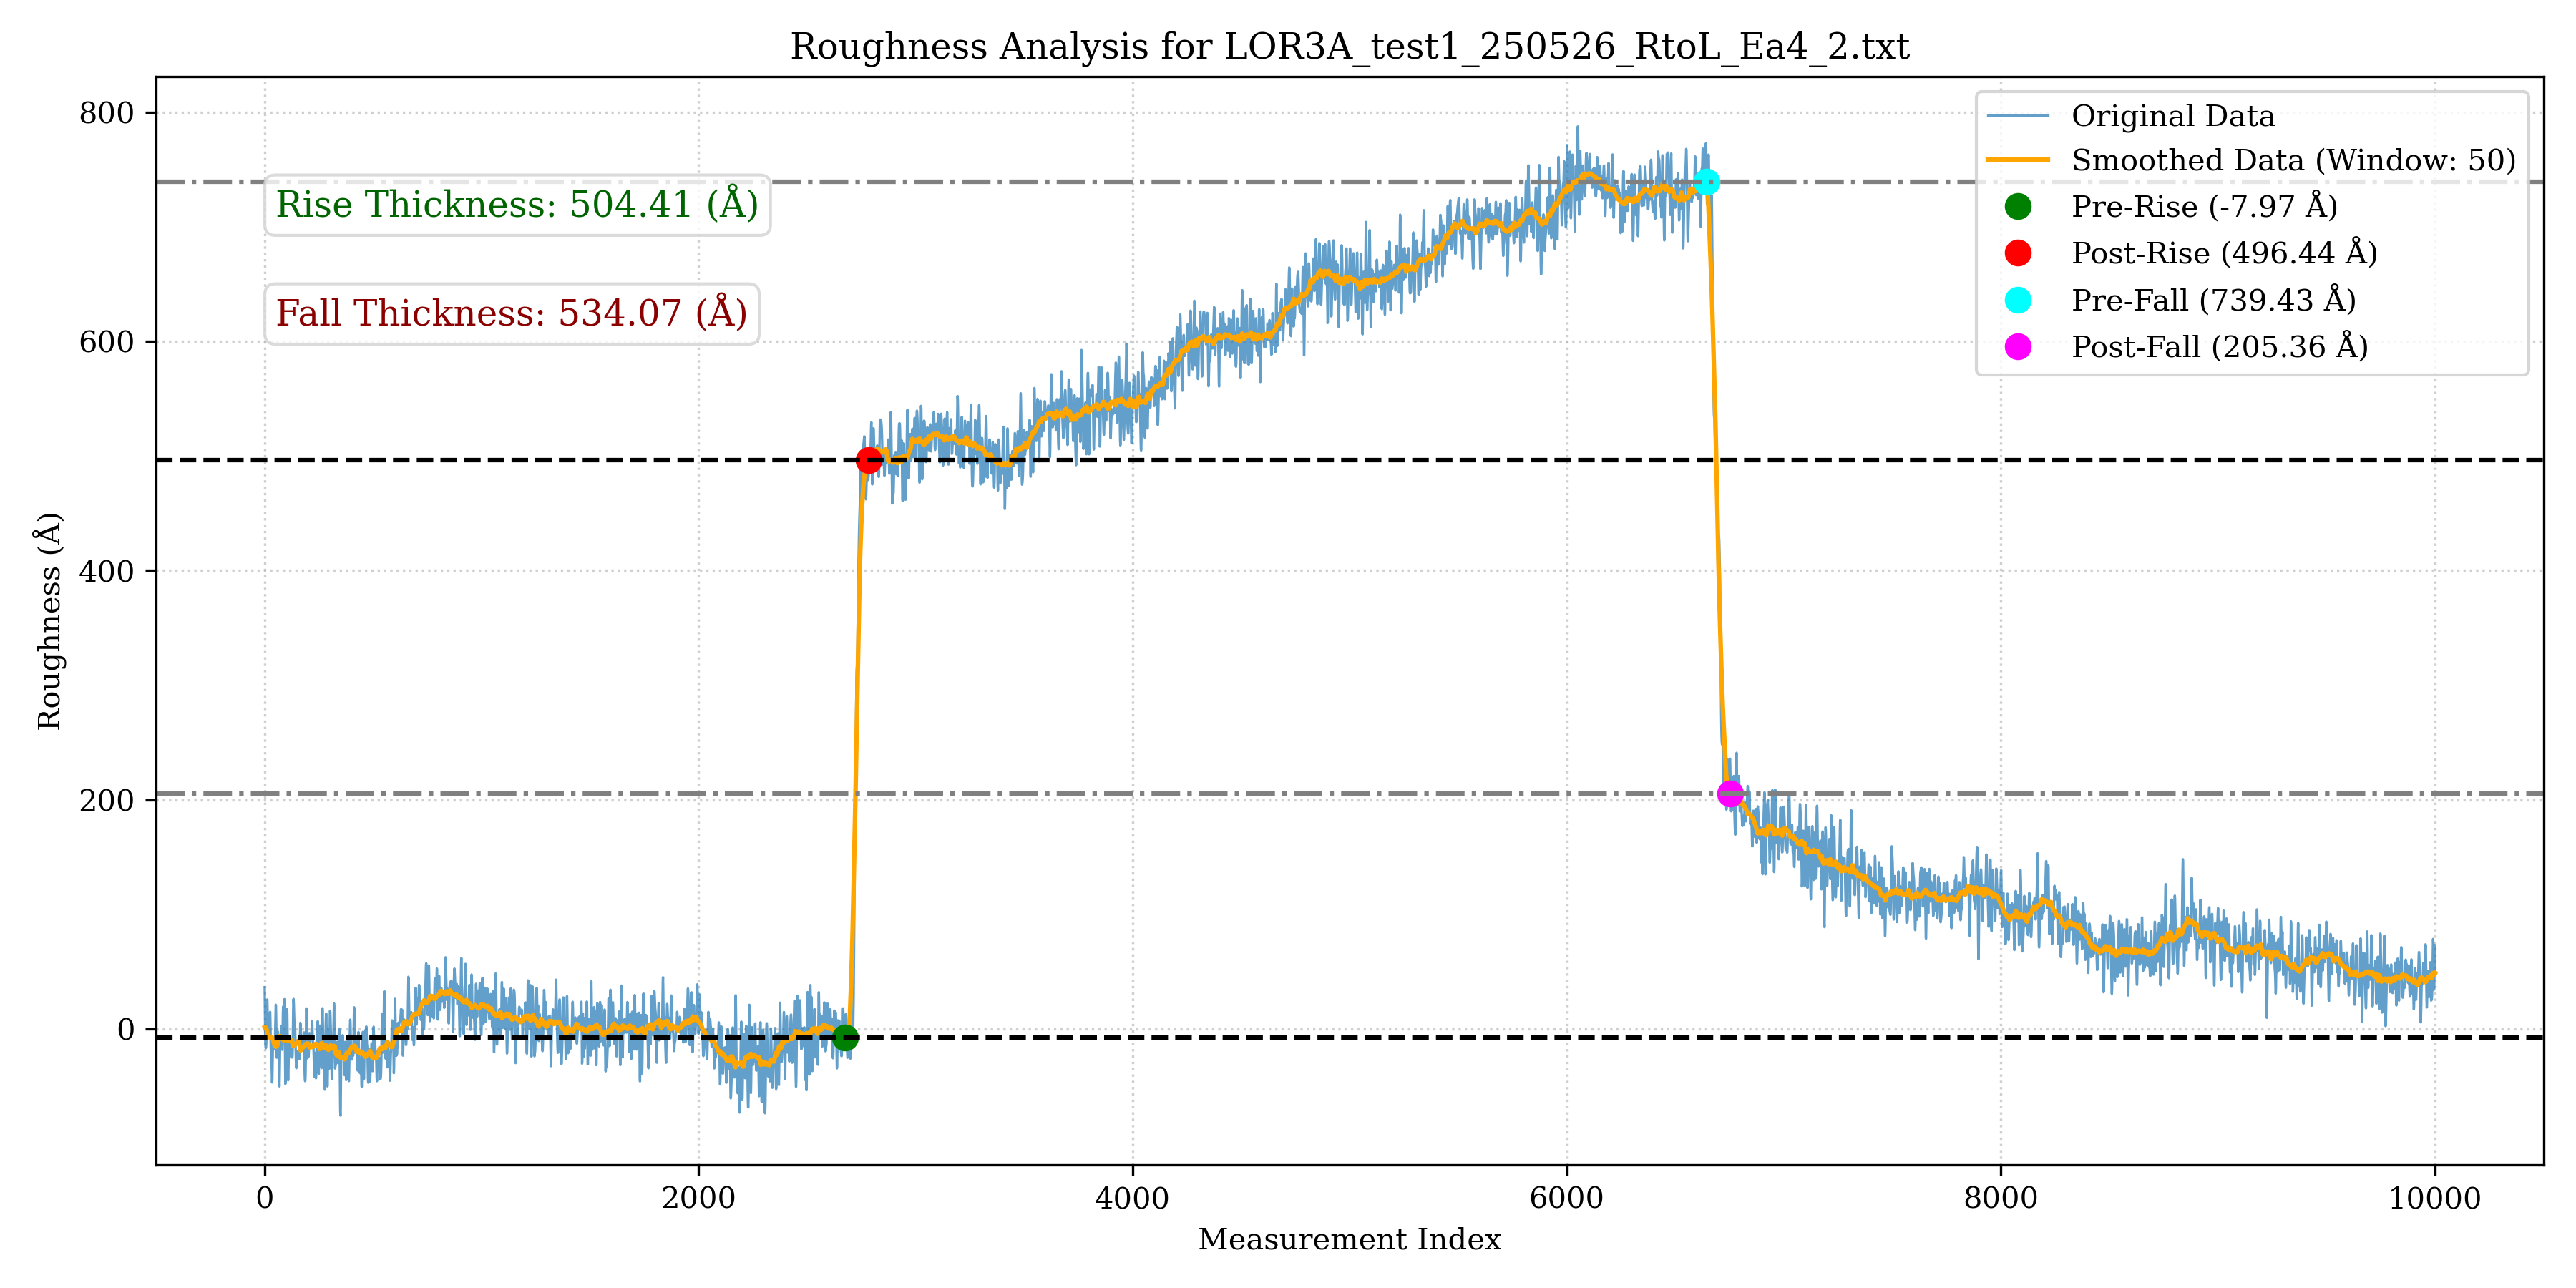 Roughness Analysis for LOR3A_test1_250526_RtoL_Ea4_2.txt
Original Data
Smoothed Data (Window: 50)
Pre-Rise (-7.97 Å)
Post-Rise (496.44 Å)
Pre-Fall (739.43 Å)
Post-Fall (205.36 Å)
Rise Thickness: 504.41 (Å)
Fall Thickness: 534.07 (Å)
Roughness (Å)
800
600
400
200
0
0 2000 4000 6000 8000 10000
Measurement Index